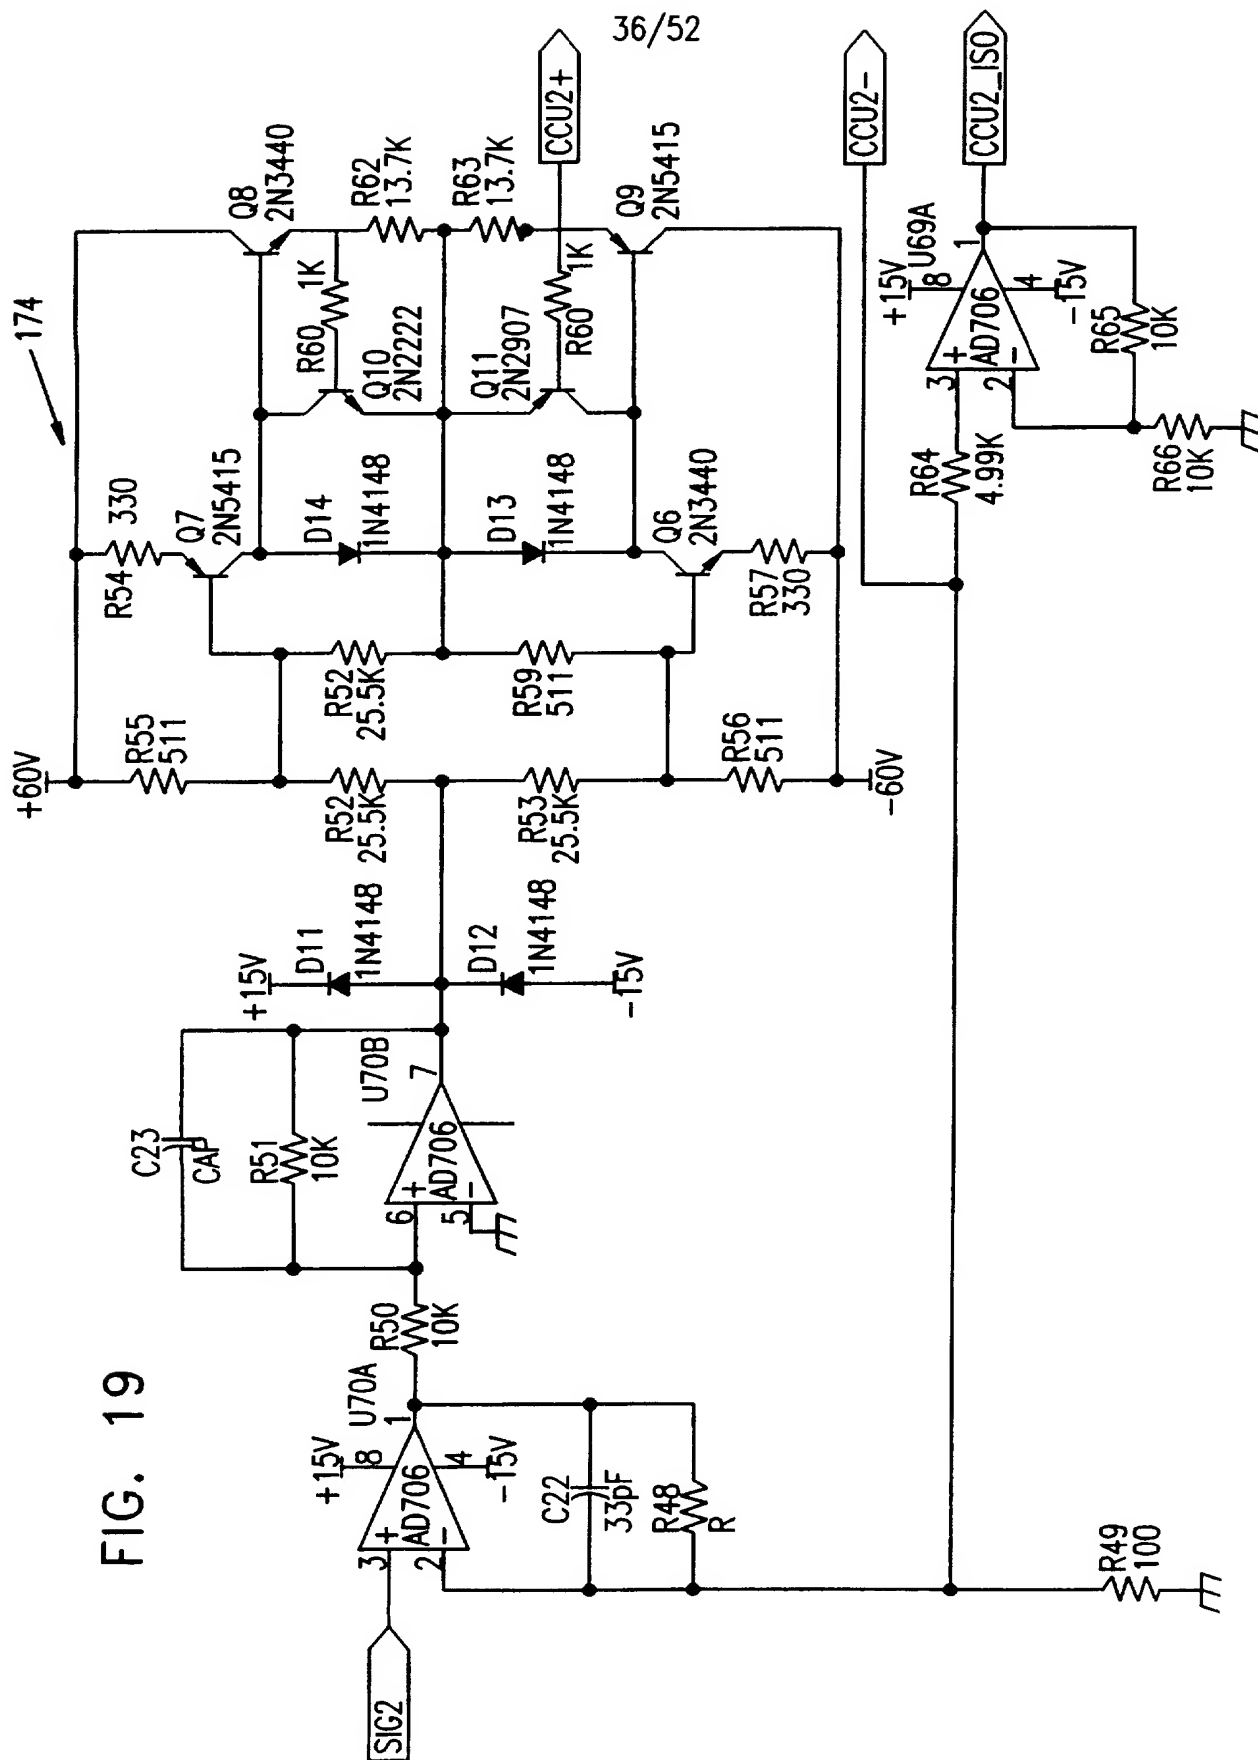 36/52
FIG. 19
174
+60V
R55
511
R54
330
Q7
2N5415
R52
25.5K
R52
25.5K
D14
1N4148
R60
1K
Q10
2N2222
Q8
2N3440
R62
13.7K
R63
13.7K
CCU2+
Q11
2N2907
R60
1K
Q9
2N5415
D13
1N4148
Q6
2N3440
R59
511
R53
25.5K
R56
511
R57
330
-60V
C23
CAP
R51
10K
U70B
7
AD706
+
-
6
5
+15V
D11
1N4148
D12
1N4148
-15V
R50
10K
SIG2
U70A
+15V
8
1
3
+
AD706
2
-
4
-15V
C22
33pF
R48
R
R49
100
CCU2-
CCU2_ISO
R64
4.99K
U69A
+15V
8
1
3
+
AD706
2
-
4
-15V
R65
10K
R66
10K